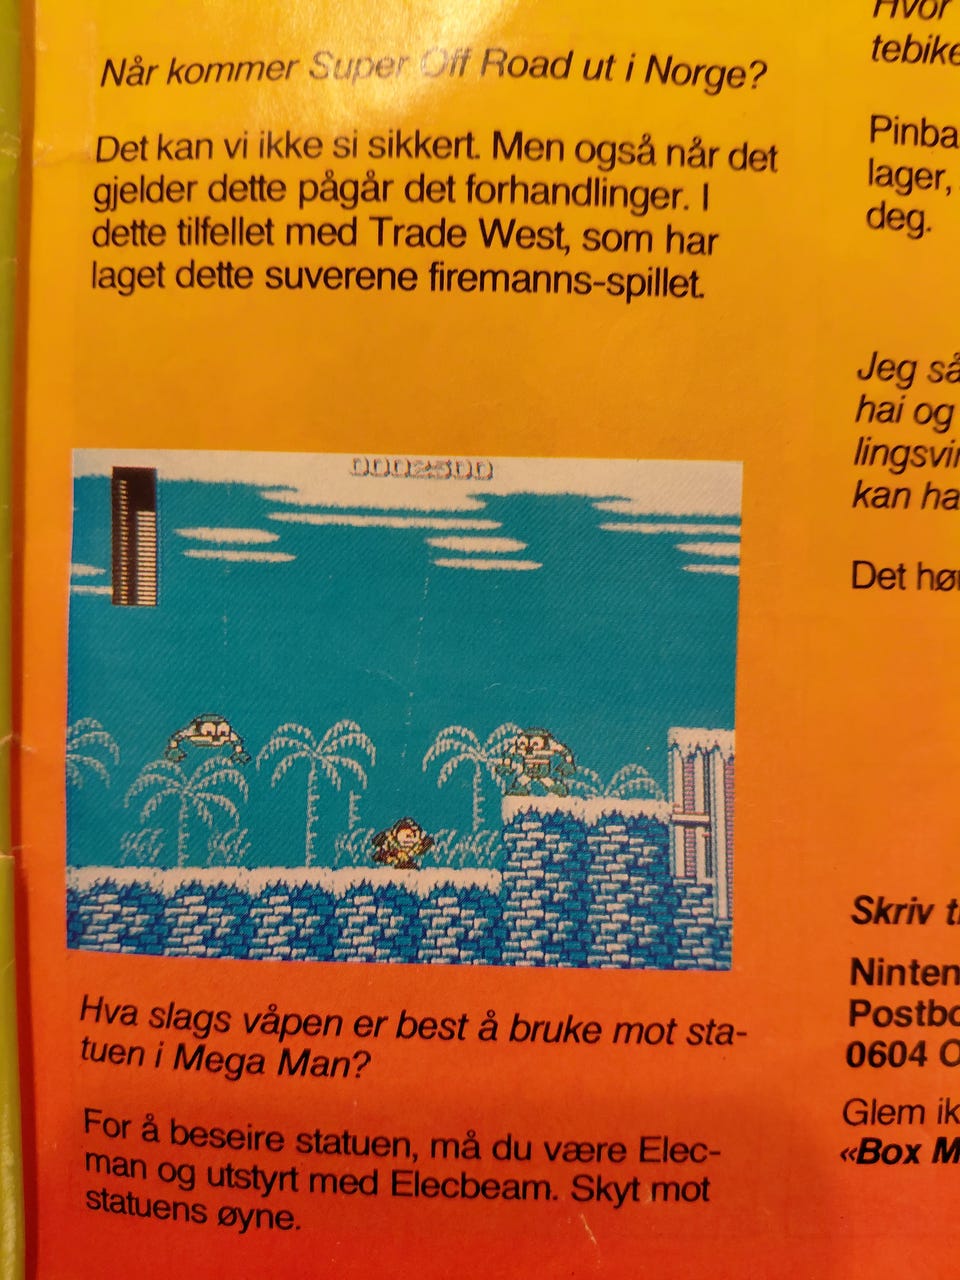 Når kommer Super Off Road ut i Norge?
Det kan vi ikke si sikkert. Men også når det
gjelder dette pågår det forhandlinger. I
dette tilfellet med Trade West, som har
laget dette suverene firemanns-spillet.
0002500
Hva slags våpen er best å bruke mot sta-
tuen i Mega Man?
For å beseire statuen, må du være Elec-
man og utstyrt med Elecbeam. Skyt mot
statuens øyne.
Hvor
Pinba
lager,
deg.
Jeg så
hai og
lingsvi
kan ha
Det hø
Skriv t
Ninten
Postbo
0604 O
Glem ik
«Box M